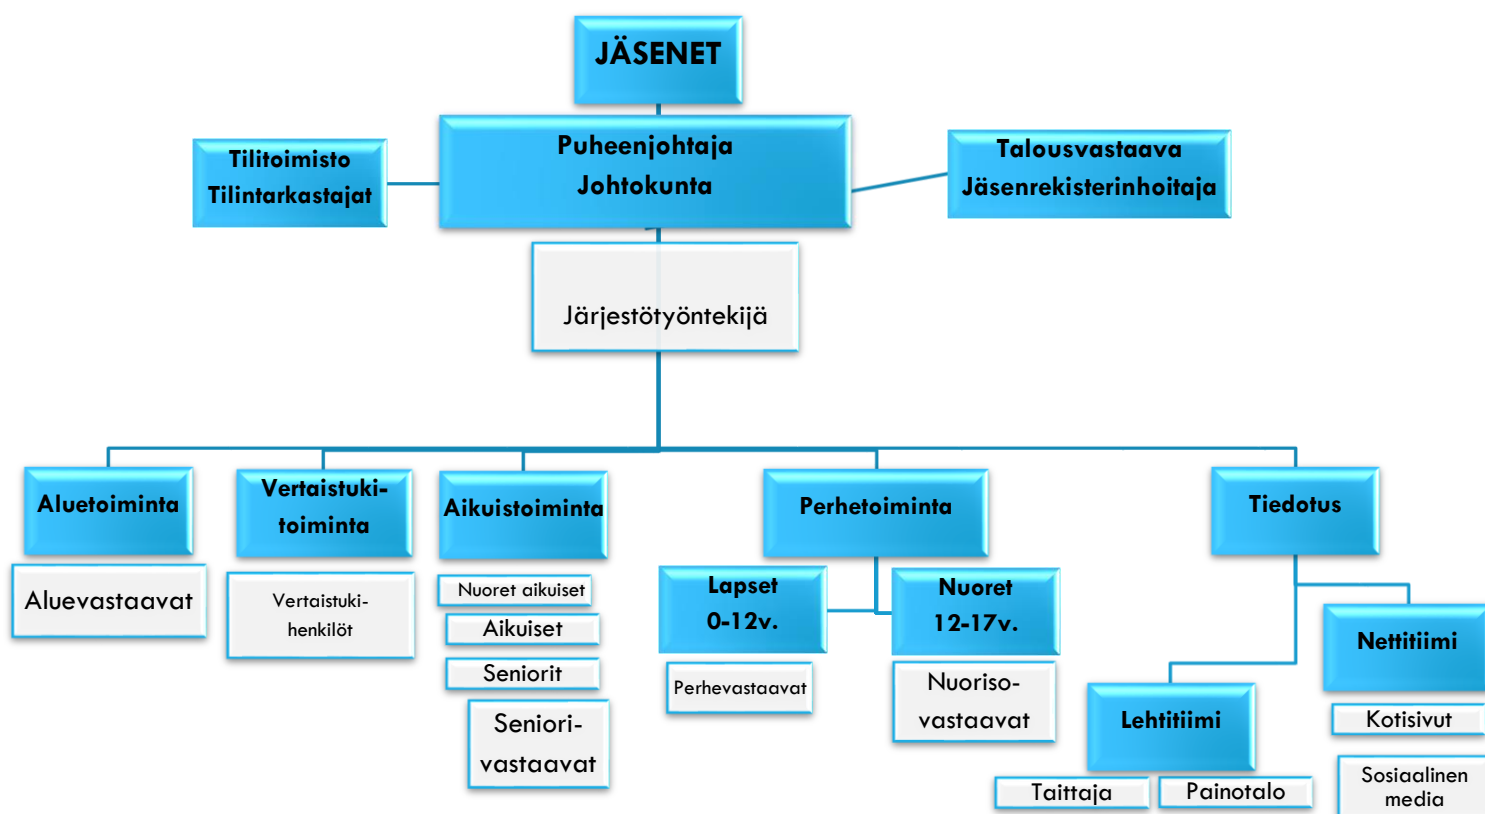 JÄSENET
Puheenjohtaja
Johtokunta
Tilitoimisto
Tilintarkastajat
Talousvastaava
Jäsenrekisterinhoitaja
Järjestötyöntekijä
Aluetoiminta
Aluevastaavat
Vertaistuki-
toiminta
Vertaistuki-
henkilöt
Aikuistoiminta
Nuoret aikuiset
Aikuiset
Seniorit
Seniori-
vastaavat
Perhetoiminta
Lapset
0-12v.
Perhevastaavat
Nuoret
12-17v.
Nuoriso-
vastaavat
Tiedotus
Lehtitiimi
Taittaja
Painotalo
Nettitiimi
Kotisivut
Sosiaalinen
media